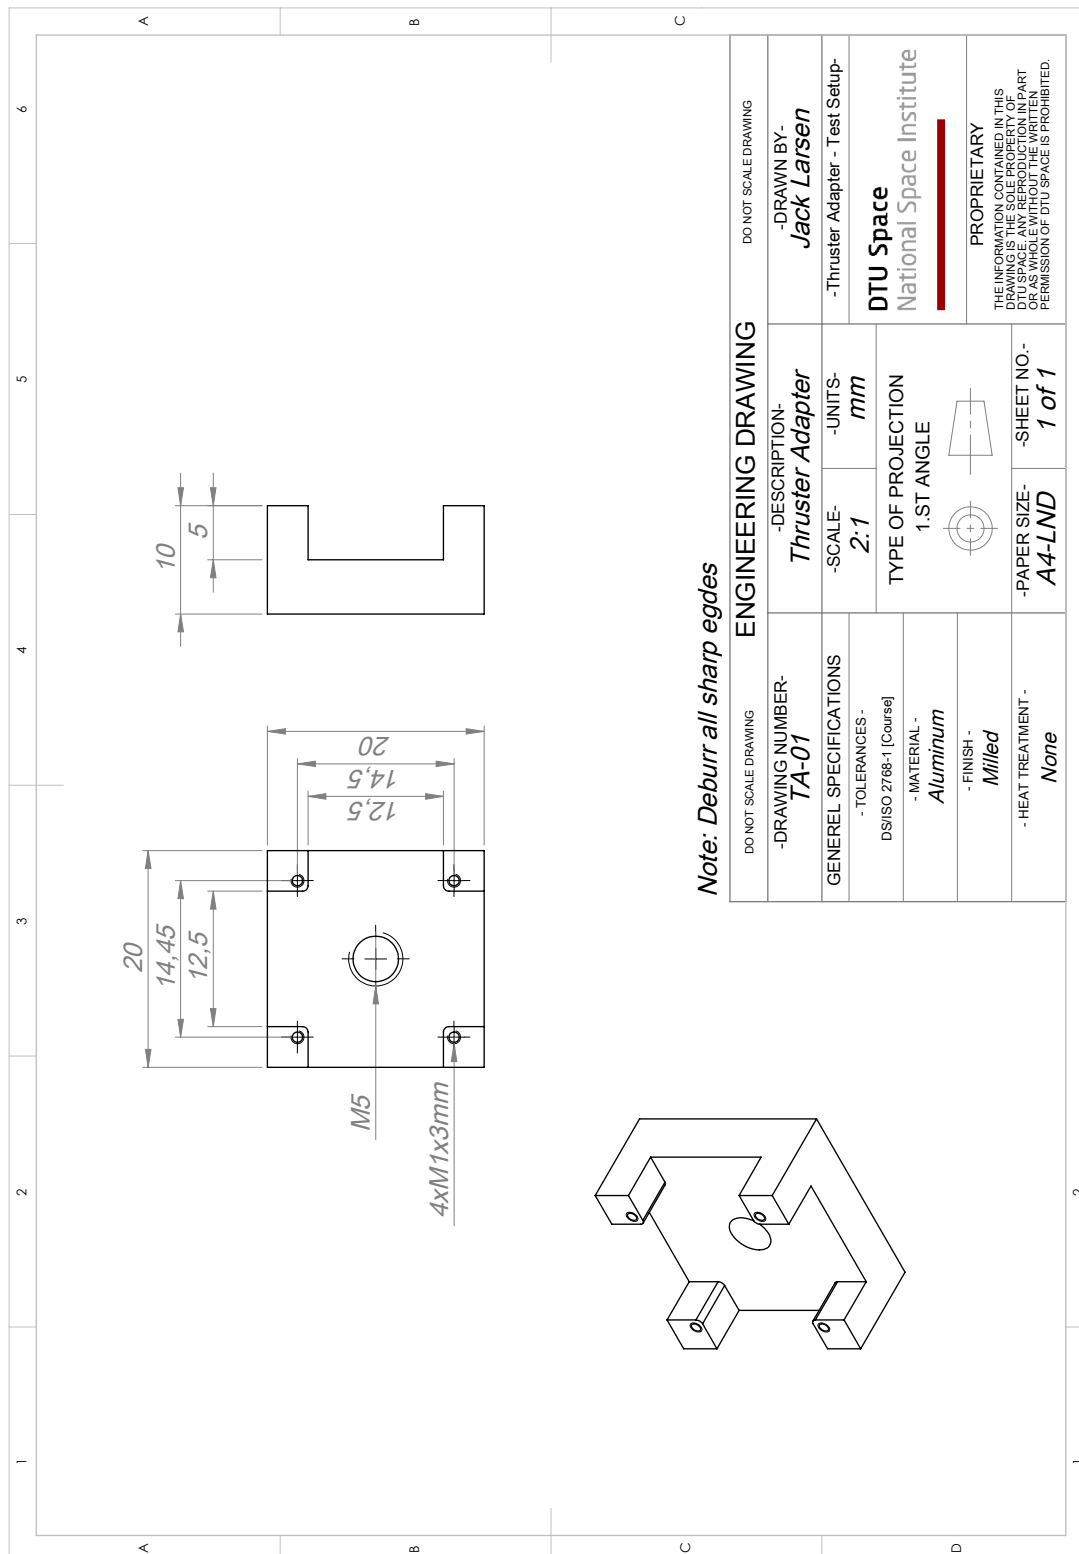 1 2 3 4 5 6
A A
B B
C C
D
1 2
20
14,45
12,5
20
14,5
12,5
10
5
M5
4xM1x3mm
Note: Deburr all sharp egdes
DO NOT SCALE DRAWING
ENGINEERING DRAWING
DO NOT SCALE DRAWING
-DRAWING NUMBER-
TA-01
-DESCRIPTION-
Thruster Adapter
-DRAWN BY-
Jack Larsen
GENEREL SPECIFICATIONS
-SCALE-
2:1
-UNITS-
mm
-Thruster Adapter - Test Setup-
- TOLERANCES -
DS/ISO 2768-1 [Course]
- MATERIAL -
Aluminum
- FINISH -
Milled
- HEAT TREATMENT -
None
TYPE OF PROJECTION
1.ST ANGLE
-PAPER SIZE-
A4-LND
-SHEET NO.-
1 of 1
DTU Space
National Space Institute
PROPRIETARY
THE INFORMATION CONTAINED IN THIS
DRAWING IS THE SOLE PROPERTY OF
DTU SPACE. ANY REPRODUCTION IN PART
OR AS WHOLE WITHOUT THE WRITTEN
PERMISSION OF DTU SPACE IS PROHIBITED.